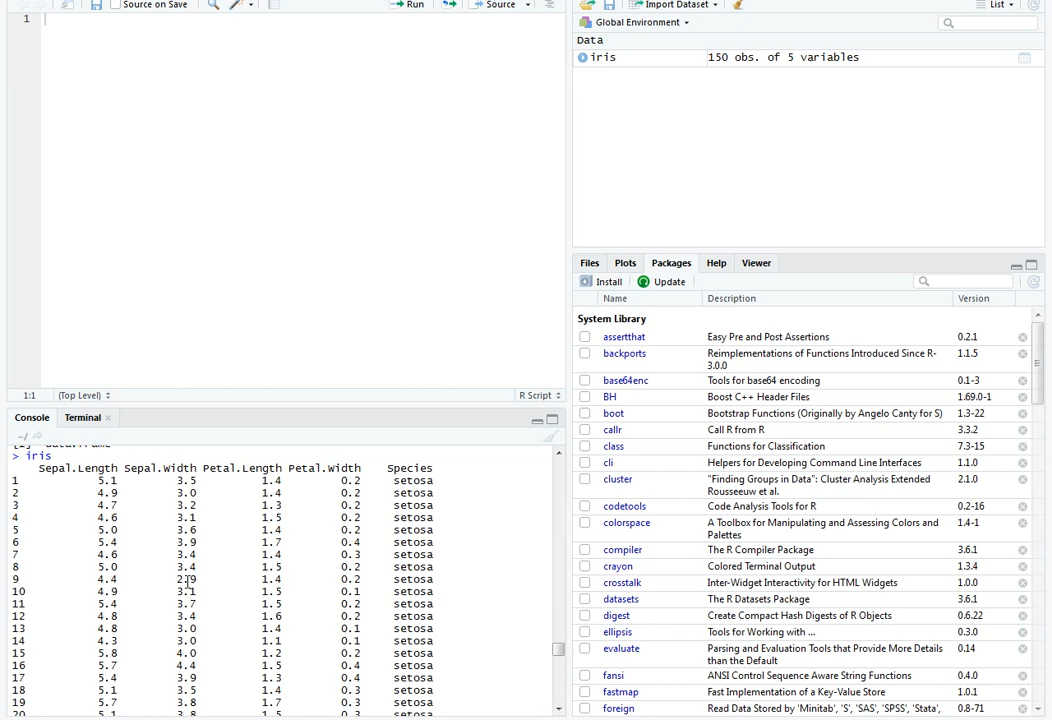 Source on Save Run Source
1
1:1 (Top Level) R Script
Console Terminal
~/
> iris
Sepal.Length Sepal.Width Petal.Length Petal.Width Species
1 5.1 3.5 1.4 0.2 setosa
2 4.9 3.0 1.4 0.2 setosa
3 4.7 3.2 1.3 0.2 setosa
4 4.6 3.1 1.5 0.2 setosa
5 5.0 3.6 1.4 0.2 setosa
6 5.4 3.9 1.7 0.4 setosa
7 4.6 3.4 1.4 0.3 setosa
8 5.0 3.4 1.5 0.2 setosa
9 4.4 2.9 1.4 0.2 setosa
10 4.9 3.1 1.5 0.1 setosa
11 5.4 3.7 1.5 0.2 setosa
12 4.8 3.4 1.6 0.2 setosa
13 4.8 3.0 1.4 0.1 setosa
14 4.3 3.0 1.1 0.1 setosa
15 5.8 4.0 1.2 0.2 setosa
16 5.7 4.4 1.5 0.4 setosa
17 5.4 3.9 1.3 0.4 setosa
18 5.1 3.5 1.4 0.3 setosa
19 5.7 3.8 1.7 0.3 setosa
20 5.1 3.8 1.5 0.3 setosa
Import Dataset List
Global Environment
Data
iris 150 obs. of 5 variables
Files Plots Packages Help Viewer
Install Update
Name Description Version
System Library
assertthat Easy Pre and Post Assertions 0.2.1
backports Reimplementations of Functions Introduced Since R-
3.0.0 1.1.5
base64enc Tools for base64 encoding 0.1-3
BH Boost C++ Header Files 1.69.0-1
boot Bootstrap Functions (Originally by Angelo Canty for S) 1.3-22
callr Call R from R 3.3.2
class Functions for Classification 7.3-15
cli Helpers for Developing Command Line Interfaces 1.1.0
cluster "Finding Groups in Data": Cluster Analysis Extended 2.1.0
Rousseeuw et al.
codetools Code Analysis Tools for R 0.2-16
colorspace A Toolbox for Manipulating and Assessing Colors and 1.4-1
Palettes
compiler The R Compiler Package 3.6.1
crayon Colored Terminal Output 1.3.4
crosstalk Inter-Widget Interactivity for HTML Widgets 1.0.0
datasets The R Datasets Package 3.6.1
digest Create Compact Hash Digests of R Objects 0.6.22
ellipsis Tools for Working with ... 0.3.0
evaluate Parsing and Evaluation Tools that Provide More Details 0.14
than the Default
fansi ANSI Control Sequence Aware String Functions 0.4.0
fastmap Fast Implementation of a Key-Value Store 1.0.1
foreign Read Data Stored by 'Minitab', 'S', 'SAS', 'SPSS', 'Stata', 0.8-71